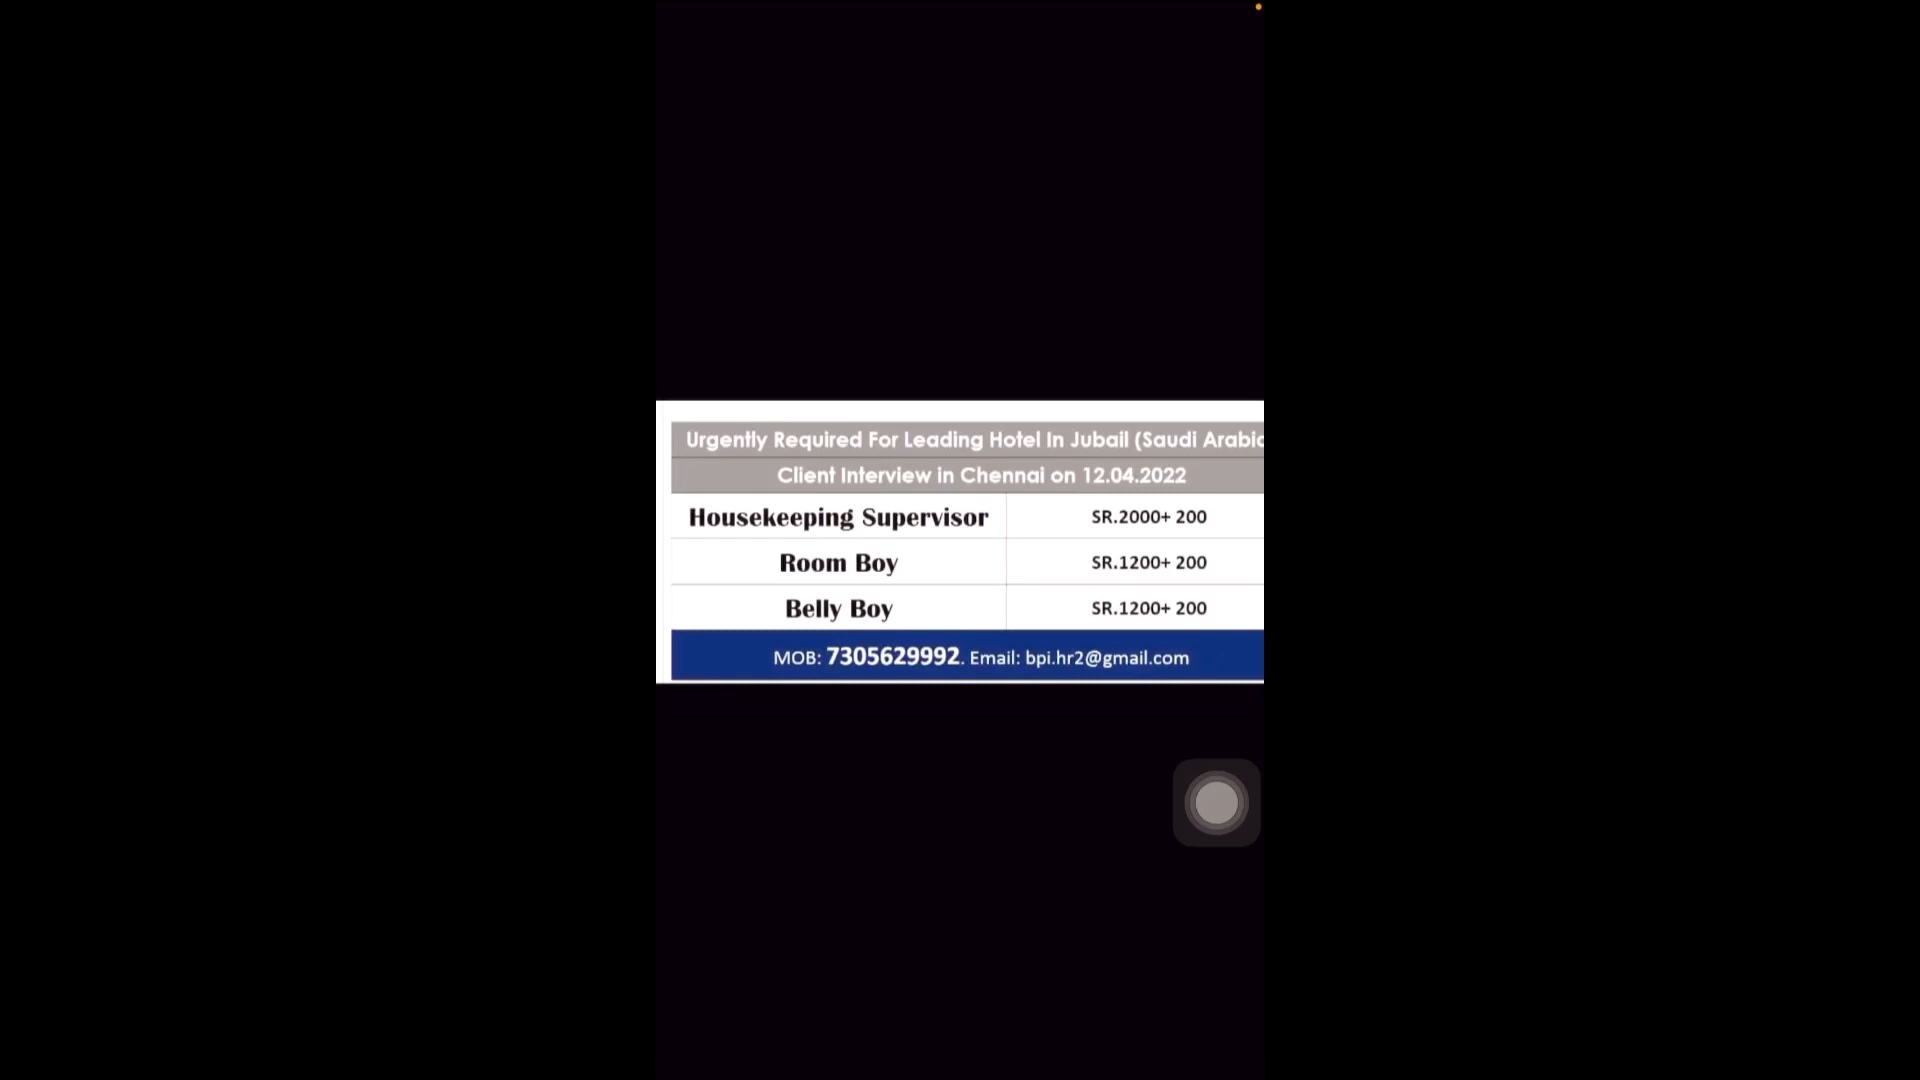 Urgently Required For Leading Hotel In Jubail (Saudi Arabia
Client Interview in Chennai on 12.04.2022
Housekeeping Supervisor SR.2000+ 200
Room Boy SR.1200+ 200
Belly Boy SR.1200+ 200
MOB: 7305629992. Email: bpi.hr2@gmail.com